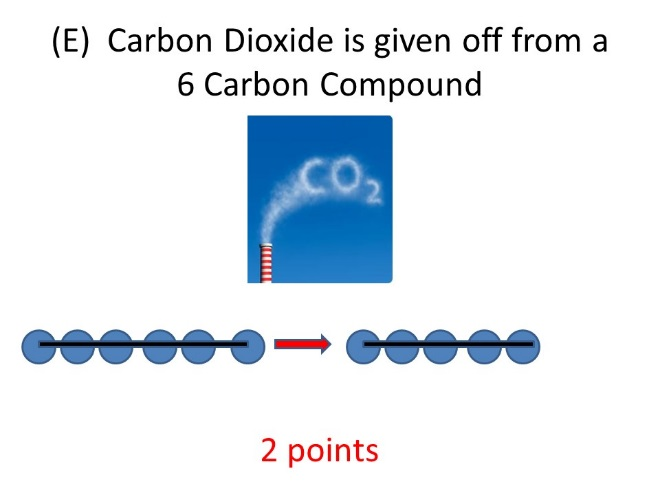 (E) Carbon Dioxide is given off from a
6 Carbon Compound
CO2
2 points